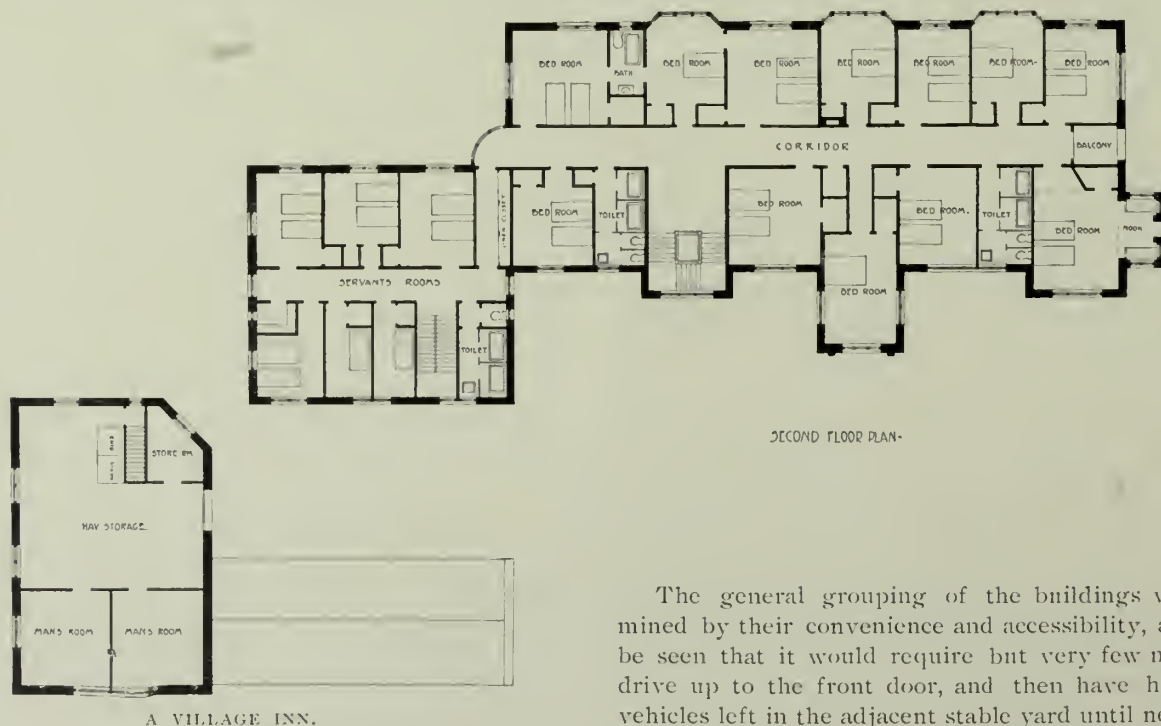 BED ROOM
BATH
BED ROOM
BED ROOM
BED ROOM
BED ROOM
BED ROOM-
BED ROOM
CORRIDOR
BALCONY
LINEN CLOSET
BED ROOM
TOILET
BED ROOM
BED ROOM.
TOILET
BED ROOM
NOOK
BED ROOM
SERVANTS ROOMS
TOILET
SECOND FLOOR PLAN-
BINS
STORE RM.
HAY STORAGE
MANS ROOM
MANS ROOM
A VILLAGE INN.
The general grouping of the buildings
mined by their convenience and accessibility,
be seen that it would require but very few
drive up to the front door, and then have
vehicles left in the adjacent stable yard until